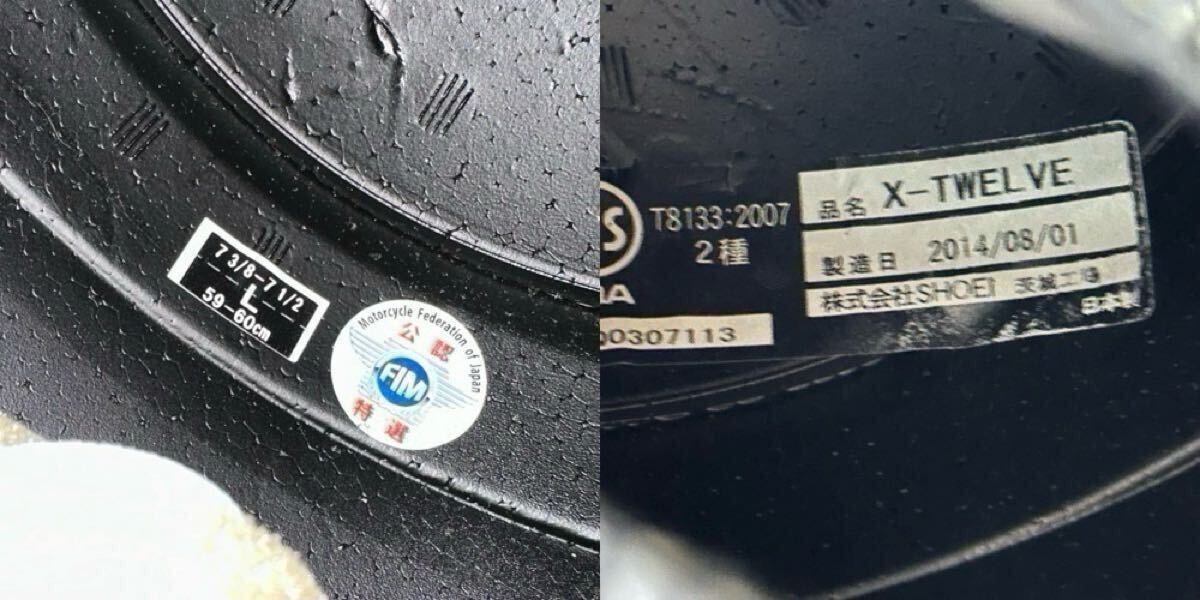 7 3/8-7 1/2
L
59-60cm
Motorcycle Federation of Japan
公認
FIM
特選
S
T8133:2007
2種
00307113
品名 X-TWELVE
製造日 2014/08/01
株式会社SHOEI 茨城工場
日本製